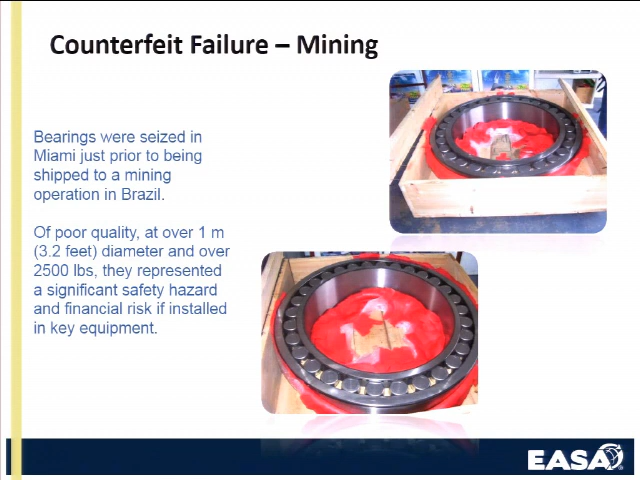 Counterfeit Failure – Mining
Bearings were seized in
Miami just prior to being
shipped to a mining
operation in Brazil.
Of poor quality, at over 1 m
(3.2 feet) diameter and over
2500 lbs, they represented
a significant safety hazard
and financial risk if installed
in key equipment.
EASA